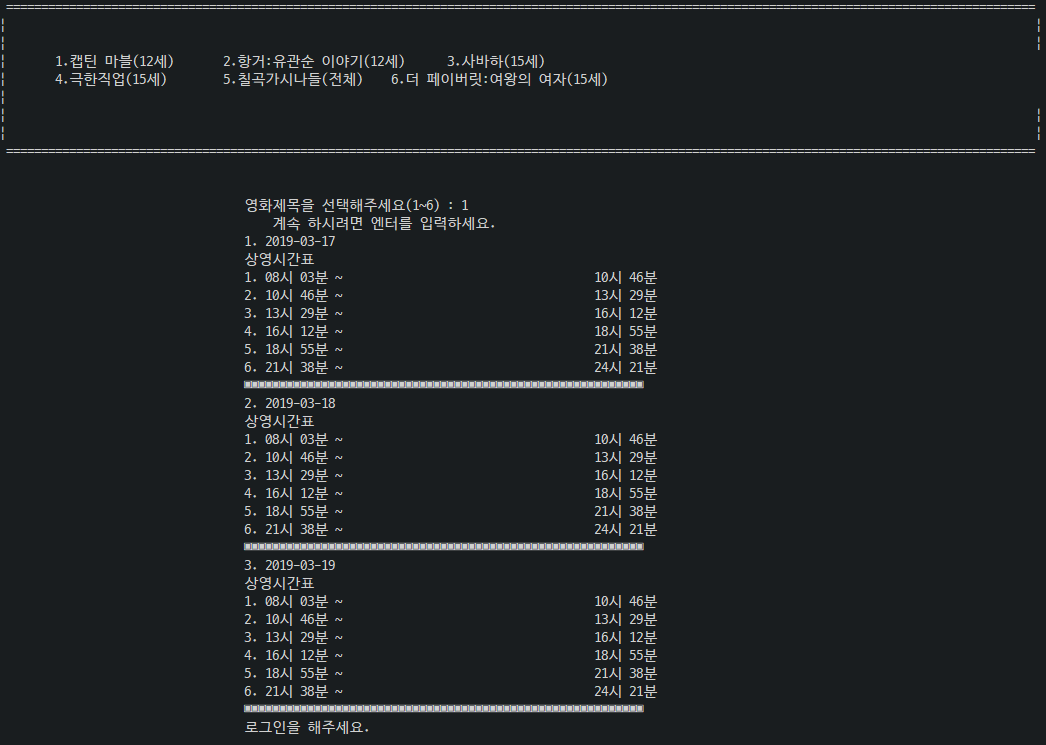 1.캡틴 마블(12세) 2.항거:유관순 이야기(12세) 3.사바하(15세)
4.극한직업(15세) 5.칠곡가시나들(전체) 6.더 페이버릿:여왕의 여자(15세)
영화제목을 선택해주세요(1~6) : 1
계속 하시려면 엔터를 입력하세요.
1. 2019-03-17
상영시간표
1. 08시 03분 ~ 10시 46분
2. 10시 46분 ~ 13시 29분
3. 13시 29분 ~ 16시 12분
4. 16시 12분 ~ 18시 55분
5. 18시 55분 ~ 21시 38분
6. 21시 38분 ~ 24시 21분
2. 2019-03-18
상영시간표
1. 08시 03분 ~ 10시 46분
2. 10시 46분 ~ 13시 29분
3. 13시 29분 ~ 16시 12분
4. 16시 12분 ~ 18시 55분
5. 18시 55분 ~ 21시 38분
6. 21시 38분 ~ 24시 21분
3. 2019-03-19
상영시간표
1. 08시 03분 ~ 10시 46분
2. 10시 46분 ~ 13시 29분
3. 13시 29분 ~ 16시 12분
4. 16시 12분 ~ 18시 55분
5. 18시 55분 ~ 21시 38분
6. 21시 38분 ~ 24시 21분
로그인을 해주세요.